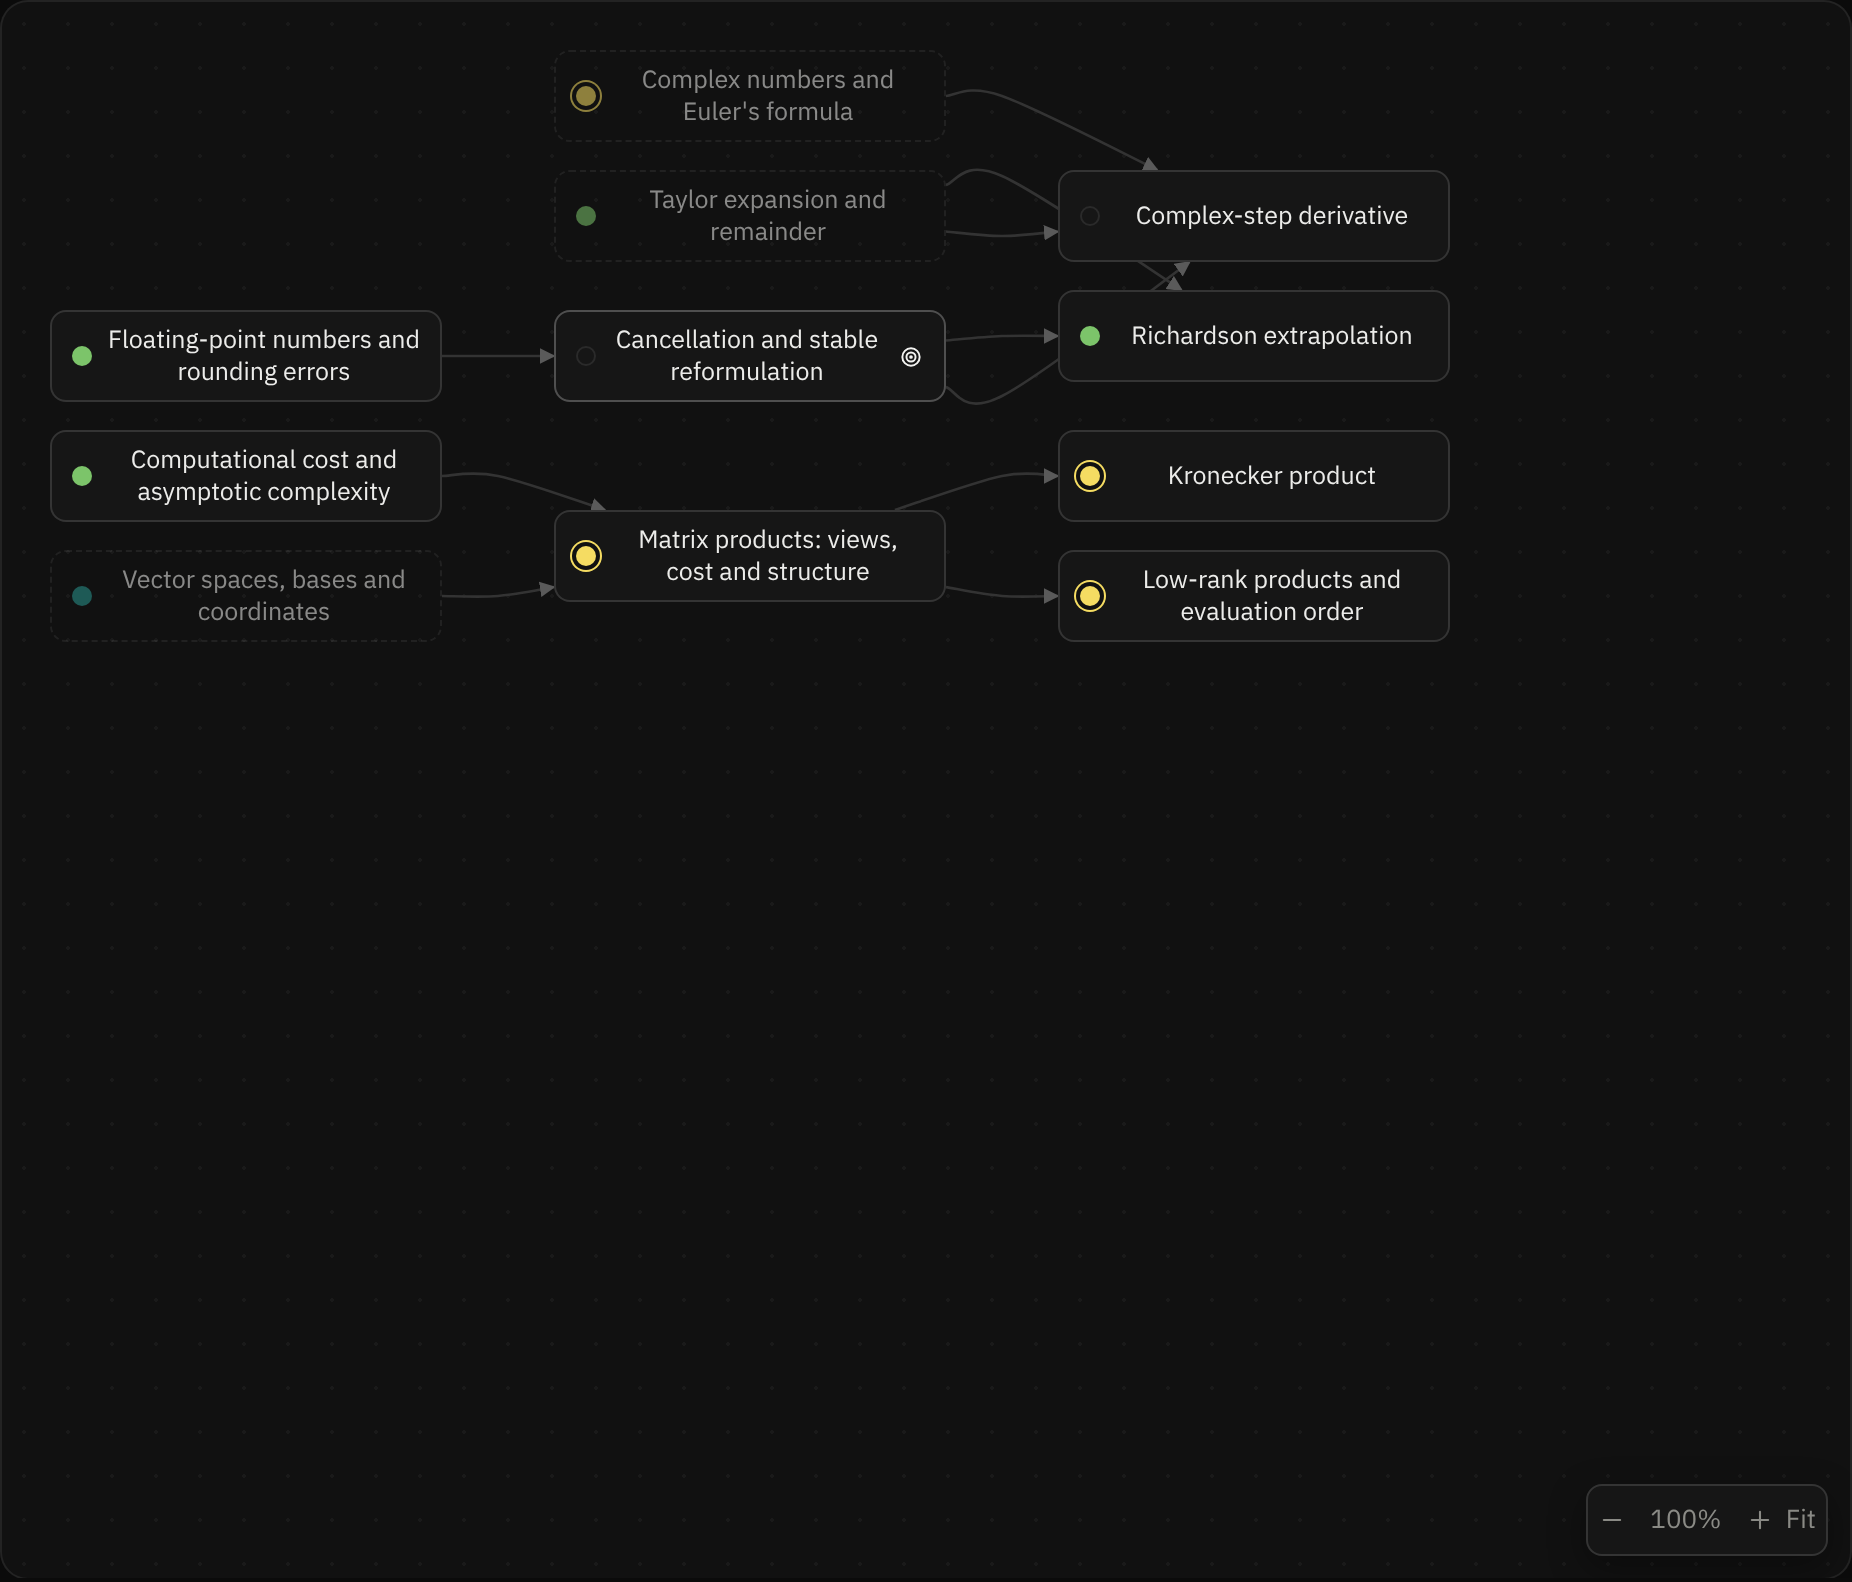 Complex numbers and
Euler's formula
Taylor expansion and
remainder
Complex-step derivative
Floating-point numbers and
rounding errors
Cancellation and stable
reformulation
Richardson extrapolation
Computational cost and
asymptotic complexity
Matrix products: views,
cost and structure
Kronecker product
Vector spaces, bases and
coordinates
Low-rank products and
evaluation order
− 100% + Fit